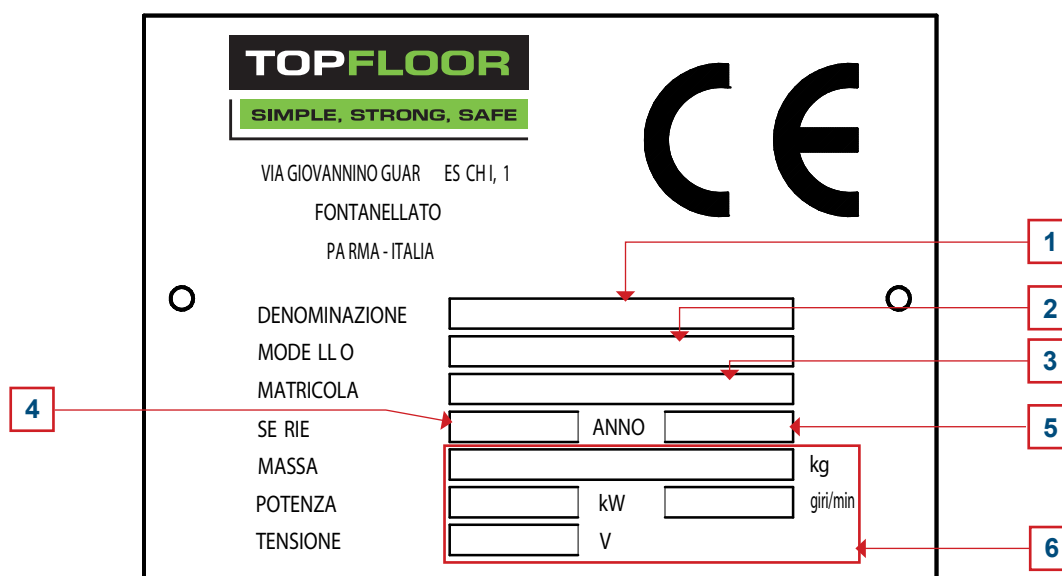 TOPFLOOR
SIMPLE, STRONG, SAFE
CE
VIA GIOVANNINO GUAR ES CHI, 1
FONTANELLATO
PA RMA - ITALIA
1
DENOMINAZIONE
2
MODE LL O
3
MATRICOLA
4
SE RIE ANNO
5
MASSA kg
POTENZA kW giri/min
TENSIONE V
6